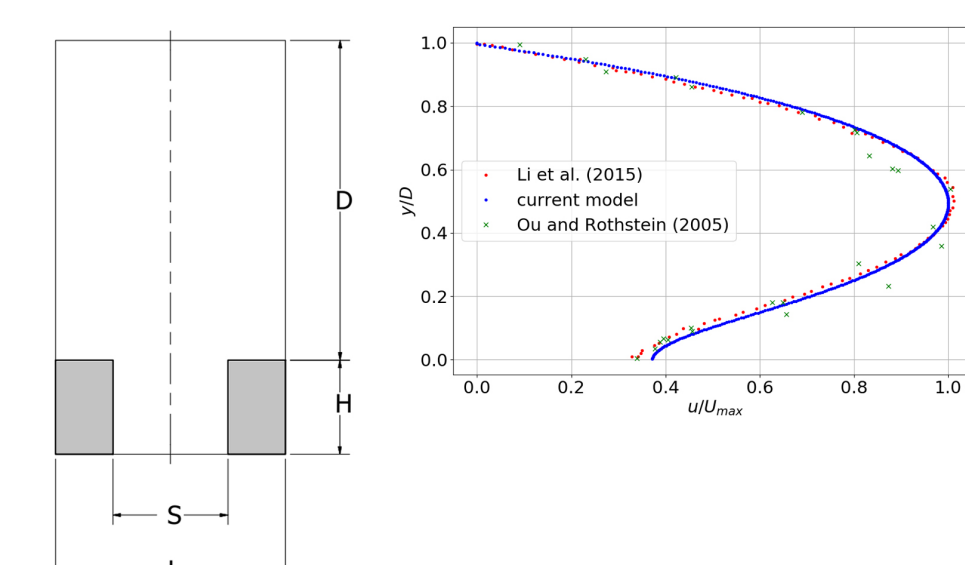 D
H
S
1.0
0.8
0.6
0.4
0.2
0.0
y/D
Li et al. (2015)
current model
Ou and Rothstein (2005)
0.0 0.2 0.4 0.6 0.8 1.0
u/Umax